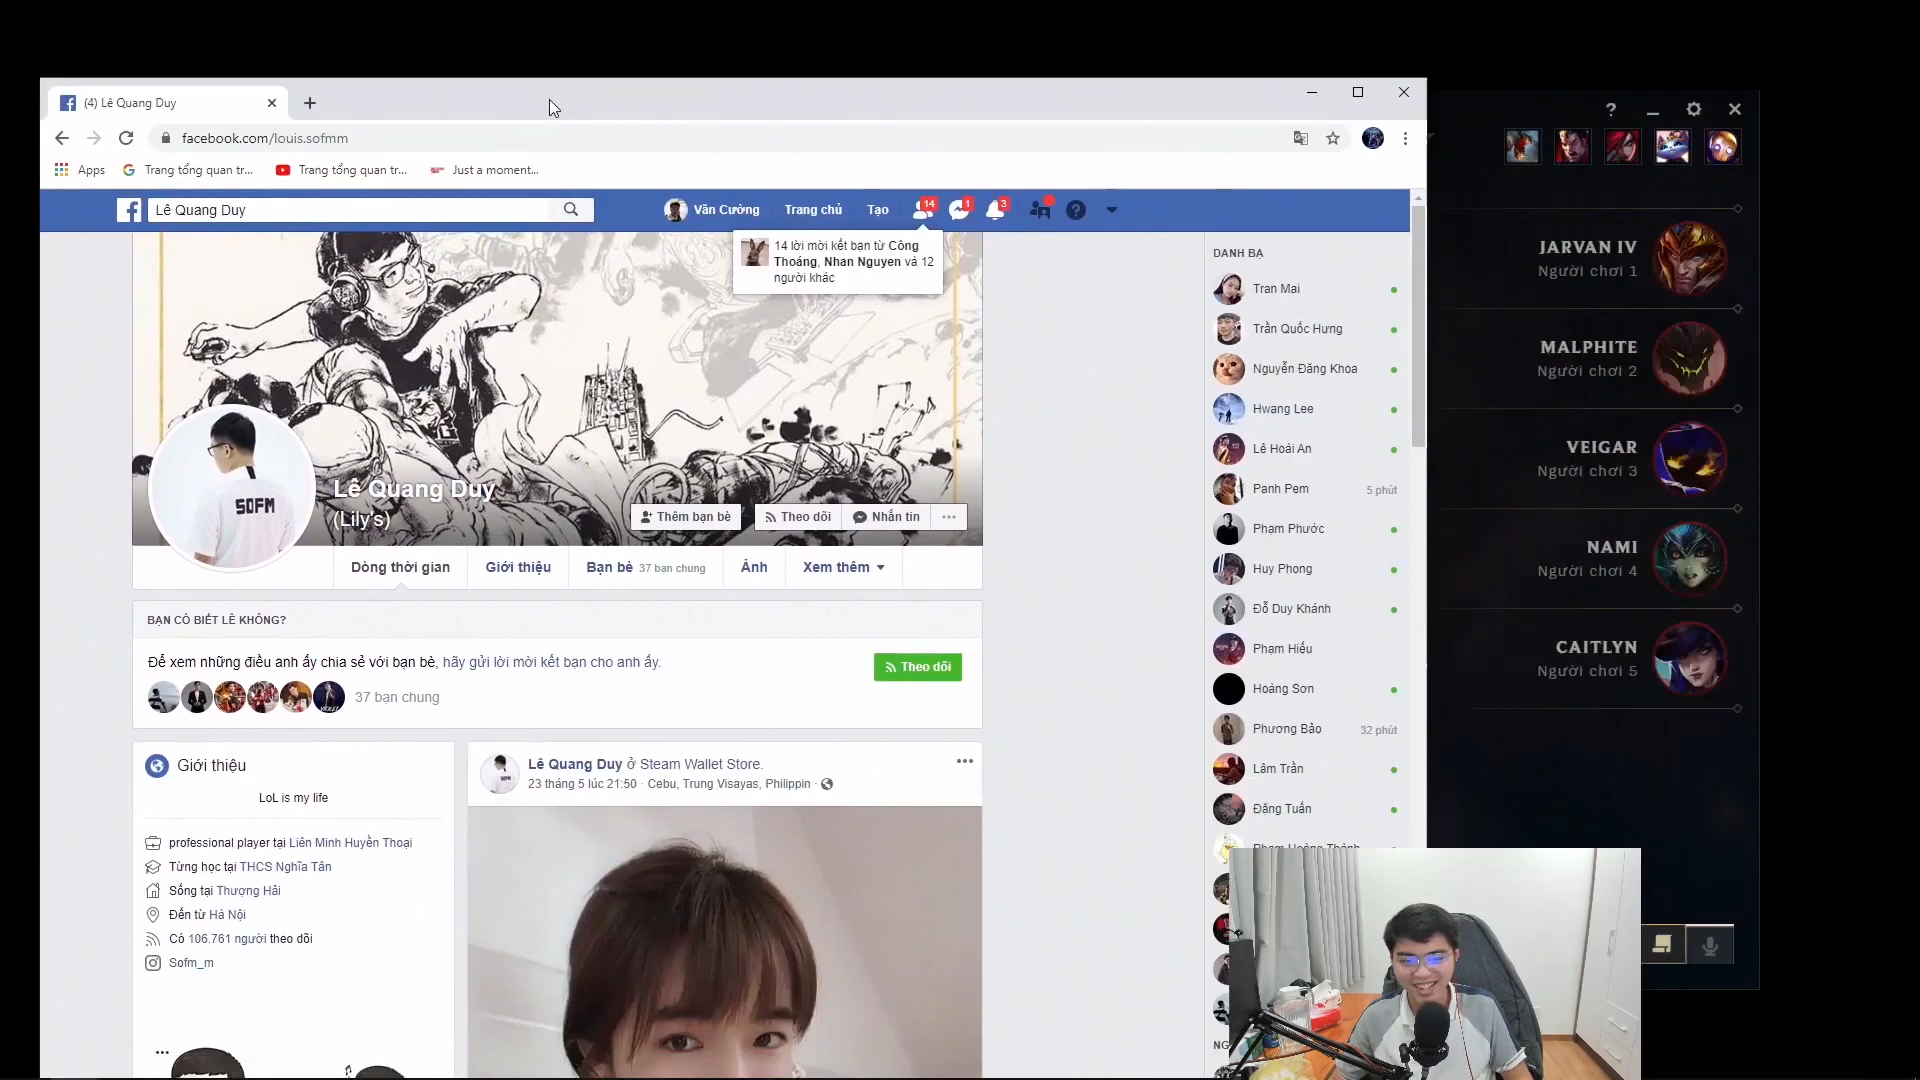 (4) Lê Quang Duy
facebook.com/louis.sofmm
Apps
Trang tổng quan tr...
Trang tổng quan tr...
Just a moment...
Lê Quang Duy
Văn Cường
Trang chủ
Tạo
14
1
3
14 lời mời kết bạn từ Công
Thoáng, Nhan Nguyen và 12
người khác
SOFM
Lê Quang Duy
(Lily's)
Thêm bạn bè
Theo dõi
Nhắn tin
Dòng thời gian
Giới thiệu
Bạn bè 37 bạn chung
Ảnh
Xem thêm
BẠN CÓ BIẾT LÊ KHÔNG?
Để xem những điều anh ấy chia sẻ với bạn bè, hãy gửi lời mời kết bạn cho anh ấy.
Theo dõi
37 bạn chung
Giới thiệu
LoL is my life
professional player tại Liên Minh Huyền Thoại
Từng học tại THCS Nghĩa Tân
Sống tại Thượng Hải
Đến từ Hà Nội
Có 106.761 người theo dõi
Sofm_m
Lê Quang Duy ở Steam Wallet Store.
23 tháng 5 lúc 21:50 · Cebu, Trung Visayas, Philippin ·
DANH BẠ
Tran Mai
Trần Quốc Hưng
Nguyễn Đăng Khoa
Hwang Lee
Lê Hoài An
Panh Pem
5 phút
Phạm Phước
Huy Phong
Đỗ Duy Khánh
Phạm Hiếu
Hoàng Sơn
Phương Bảo
32 phút
Lâm Trần
Đặng Tuấn
Phạm Hoàng Thành
JARVAN IV
Người chơi 1
MALPHITE
Người chơi 2
VEIGAR
Người chơi 3
NAMI
Người chơi 4
CAITLYN
Người chơi 5